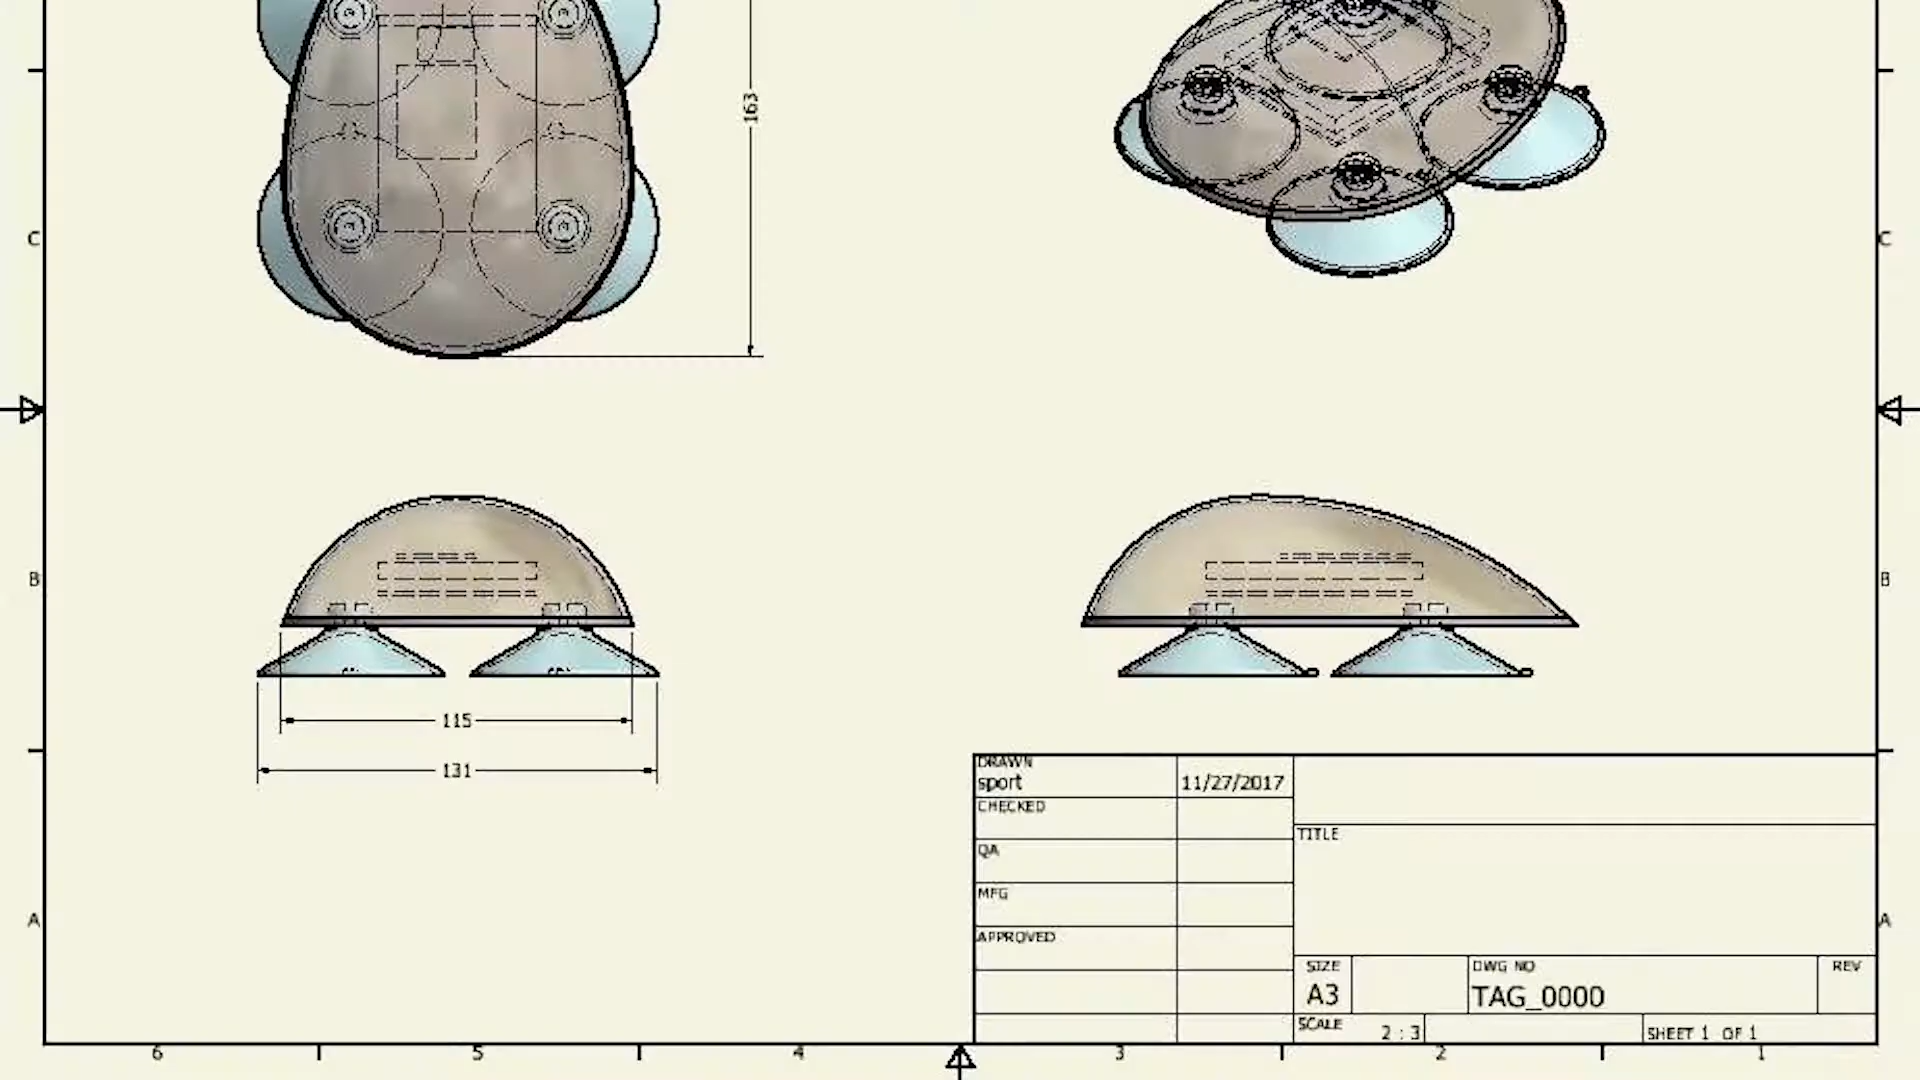 163
C
C
B
B
115
131
DRAWN
sport
11/27/2017
CHECKED
TITLE
QA
MFG
A
A
APPROVED
SIZE
DWG NO
REV
A3
TAG_0000
SCALE
2 : 3
SHEET 1 OF 1
6
5
4
3
2
1